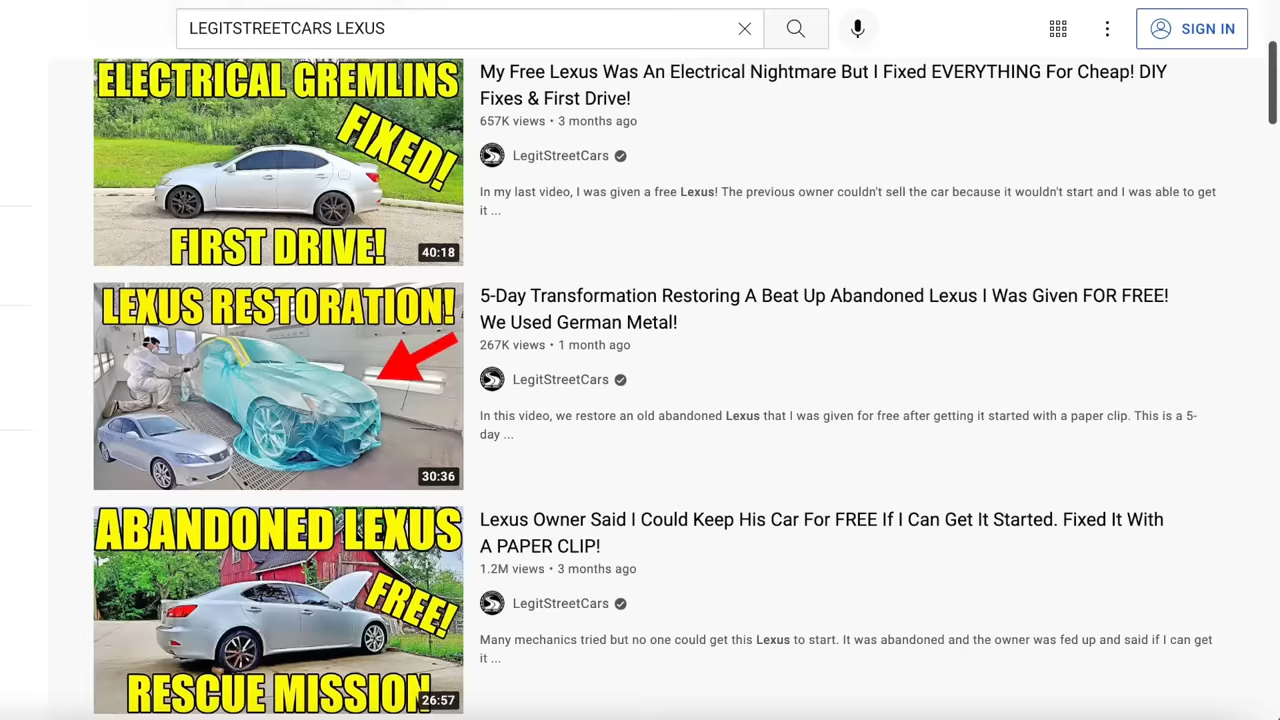 LEGITSTREETCARS LEXUS
SIGN IN
ELECTRICAL GREMLINS
FIXED!
FIRST DRIVE!
40:18
My Free Lexus Was An Electrical Nightmare But I Fixed EVERYTHING For Cheap! DIY
Fixes & First Drive!
657K views • 3 months ago
LegitStreetCars
In my last video, I was given a free Lexus! The previous owner couldn't sell the car because it wouldn't start and I was able to get
it ...
LEXUS RESTORATION!
30:36
5-Day Transformation Restoring A Beat Up Abandoned Lexus I Was Given FOR FREE!
We Used German Metal!
267K views • 1 month ago
LegitStreetCars
In this video, we restore an old abandoned Lexus that I was given for free after getting it started with a paper clip. This is a 5-
day ...
ABANDONED LEXUS
FREE!
RESCUE MISSION
26:57
Lexus Owner Said I Could Keep His Car For FREE If I Can Get It Started. Fixed It With
A PAPER CLIP!
1.2M views • 3 months ago
LegitStreetCars
Many mechanics tried but no one could get this Lexus to start. It was abandoned and the owner was fed up and said if I can get
it ...